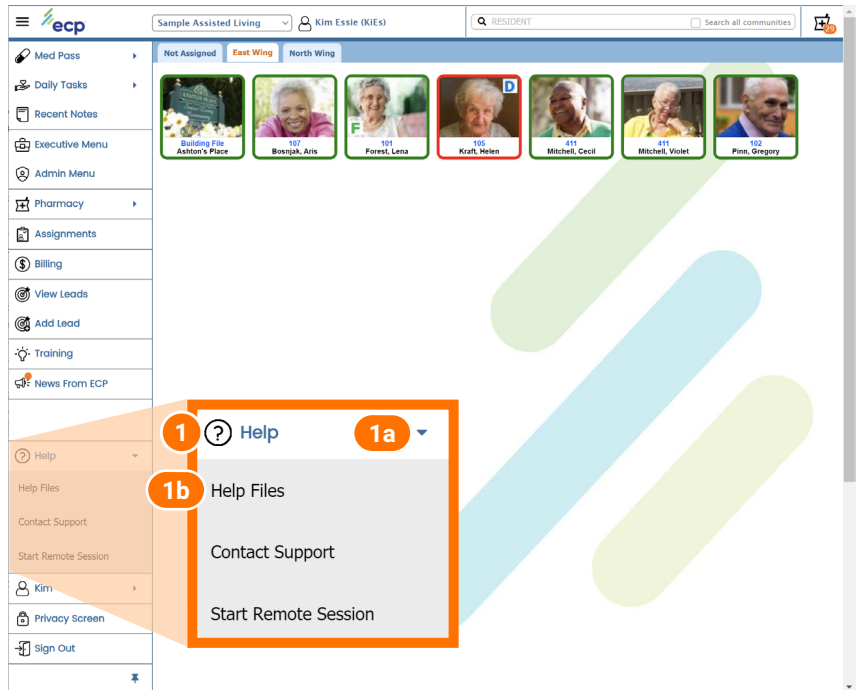 ecp
Sample Assisted Living
Kim Essie (KiEs)
RESIDENT
Search all communities
29
Med Pass
Daily Tasks
Recent Notes
Executive Menu
Admin Menu
Pharmacy
Assignments
Billing
View Leads
Add Lead
Training
News From ECP
Help
Help Files
Contact Support
Start Remote Session
Kim
Privacy Screen
Sign Out
Not Assigned
East Wing
North Wing
ASHTON PLACE
Building File
Ashton's Place
107
Bosnjak, Aris
F
101
Forest, Lena
D
105
Kraft, Helen
411
Mitchell, Cecil
411
Mitchell, Violet
102
Pinn, Gregory
1
Help
1a
1b
Help Files
Contact Support
Start Remote Session